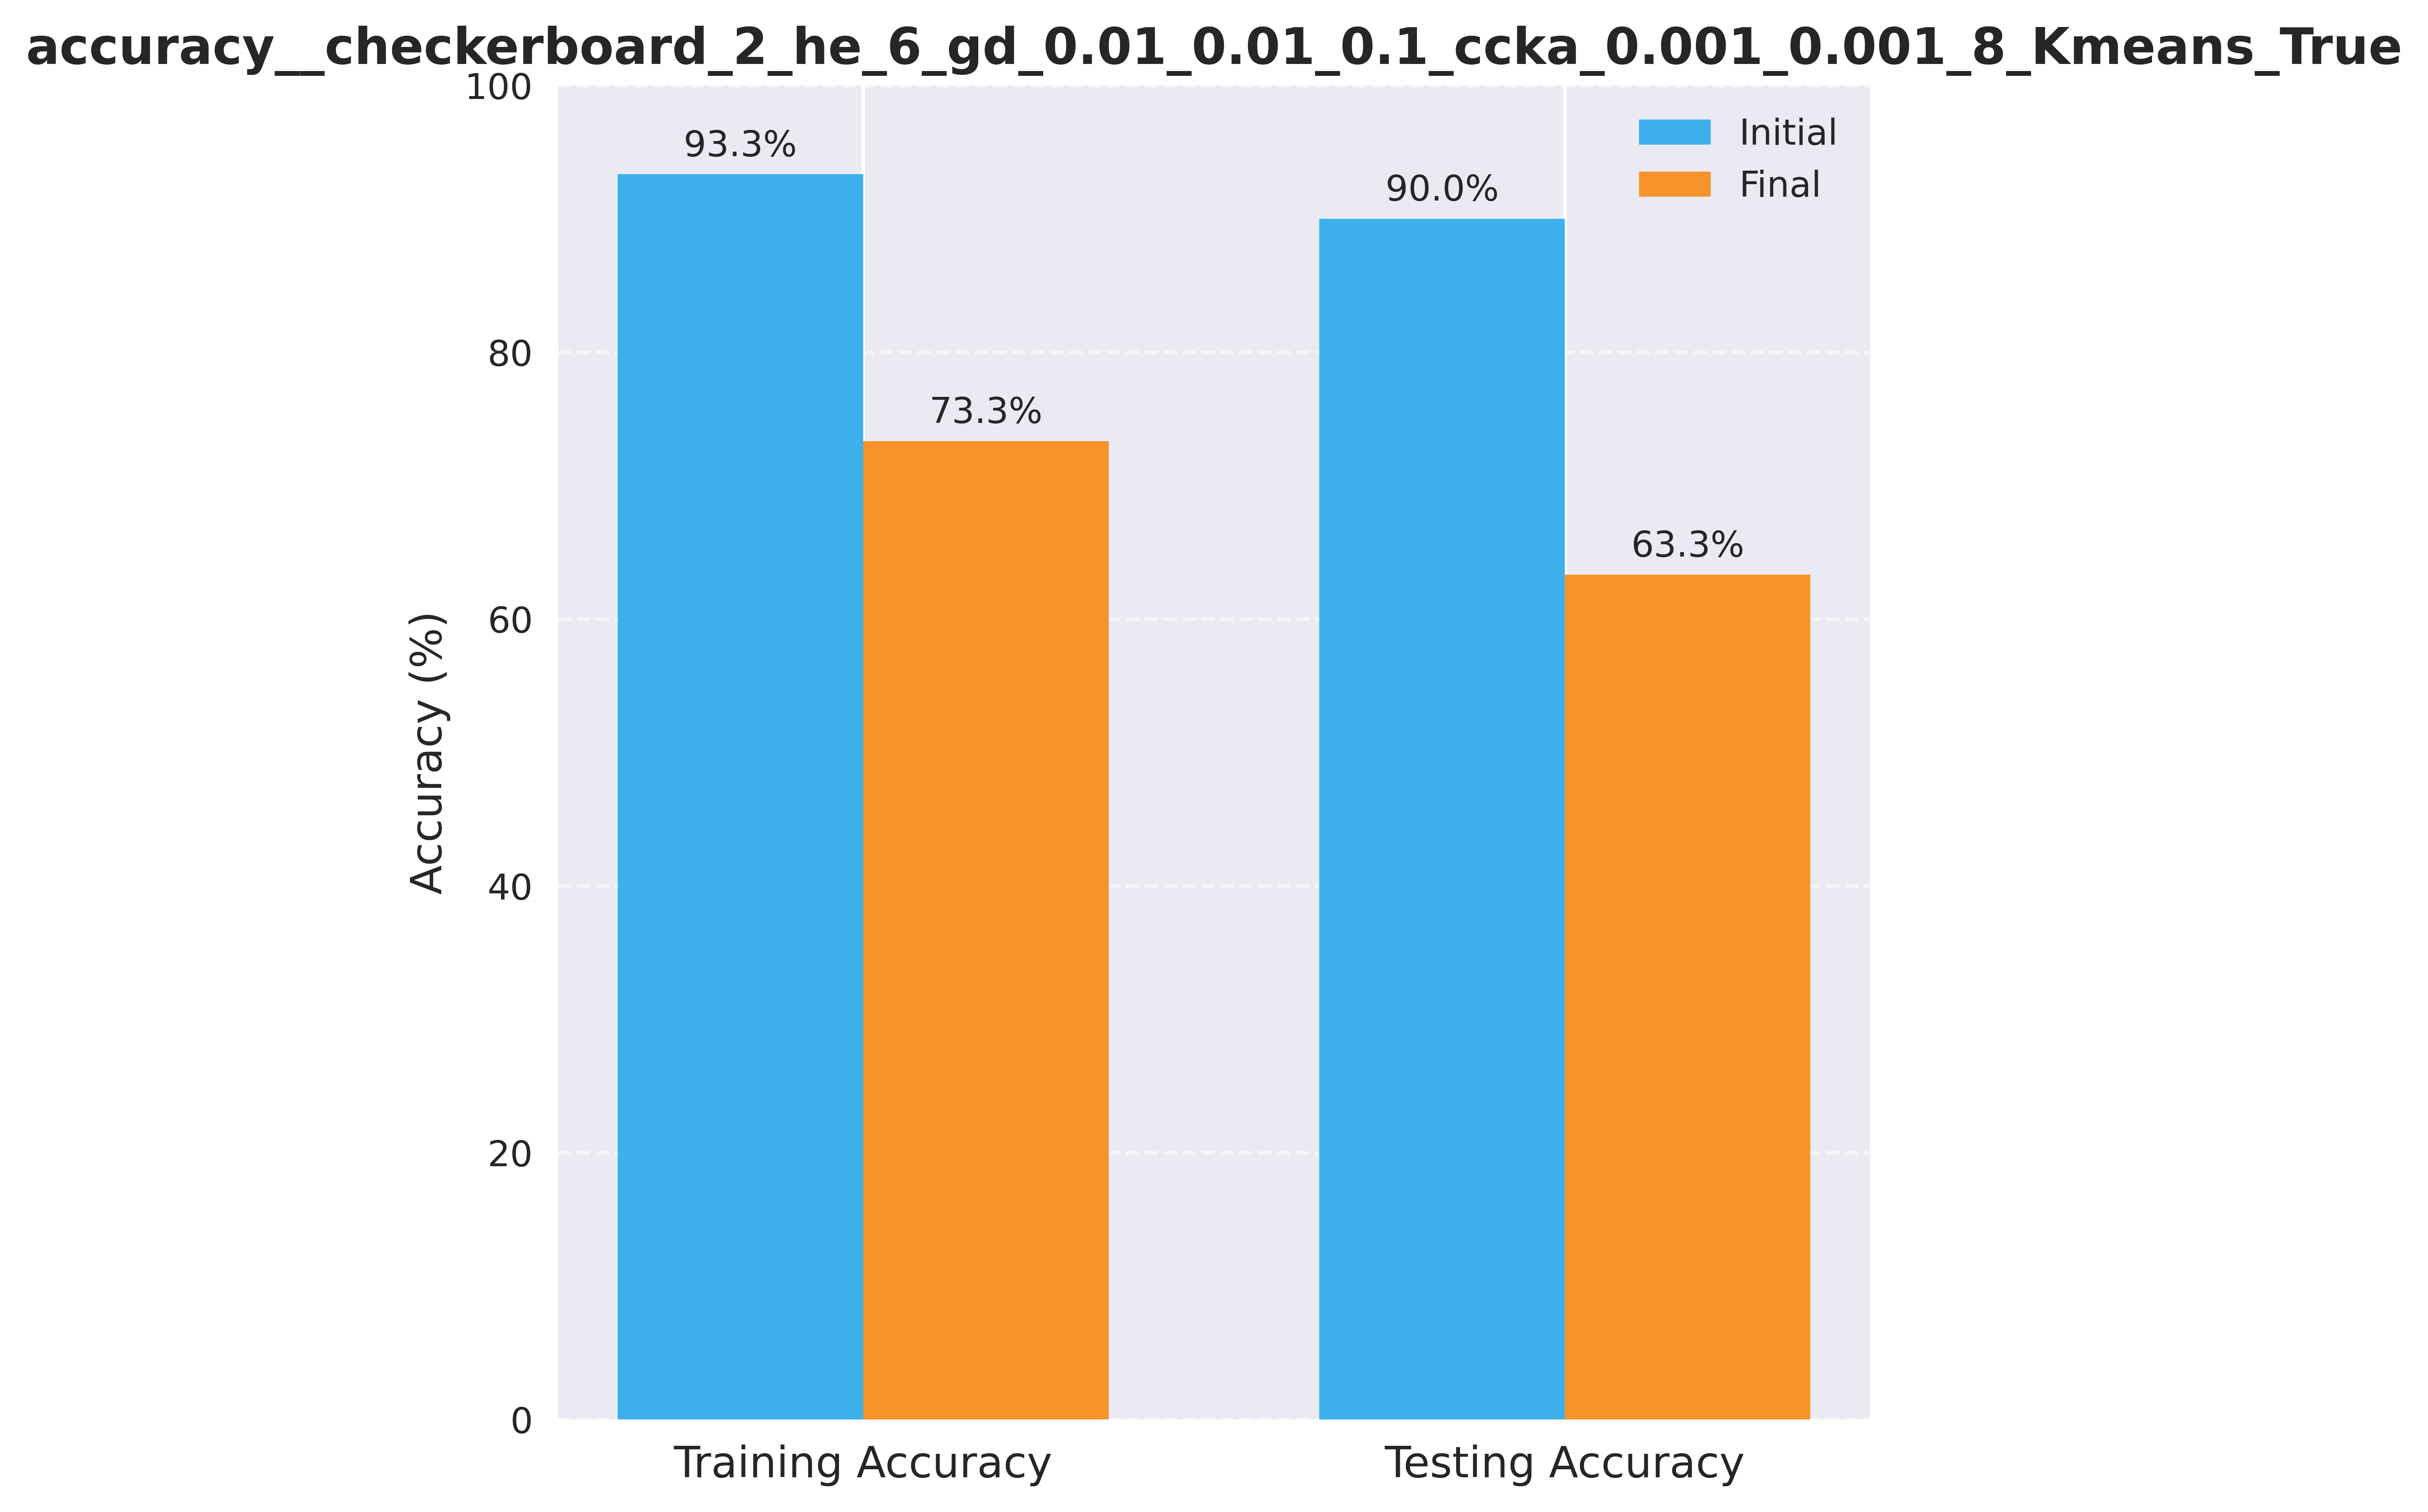 accuracy__checkerboard_2_he_6_gd_0.01_0.01_0.1_ccka_0.001_0.001_8_Kmeans_True
100
80
60
40
20
0
Accuracy (%)
93.3%
73.3%
90.0%
63.3%
Initial
Final
Training Accuracy
Testing Accuracy